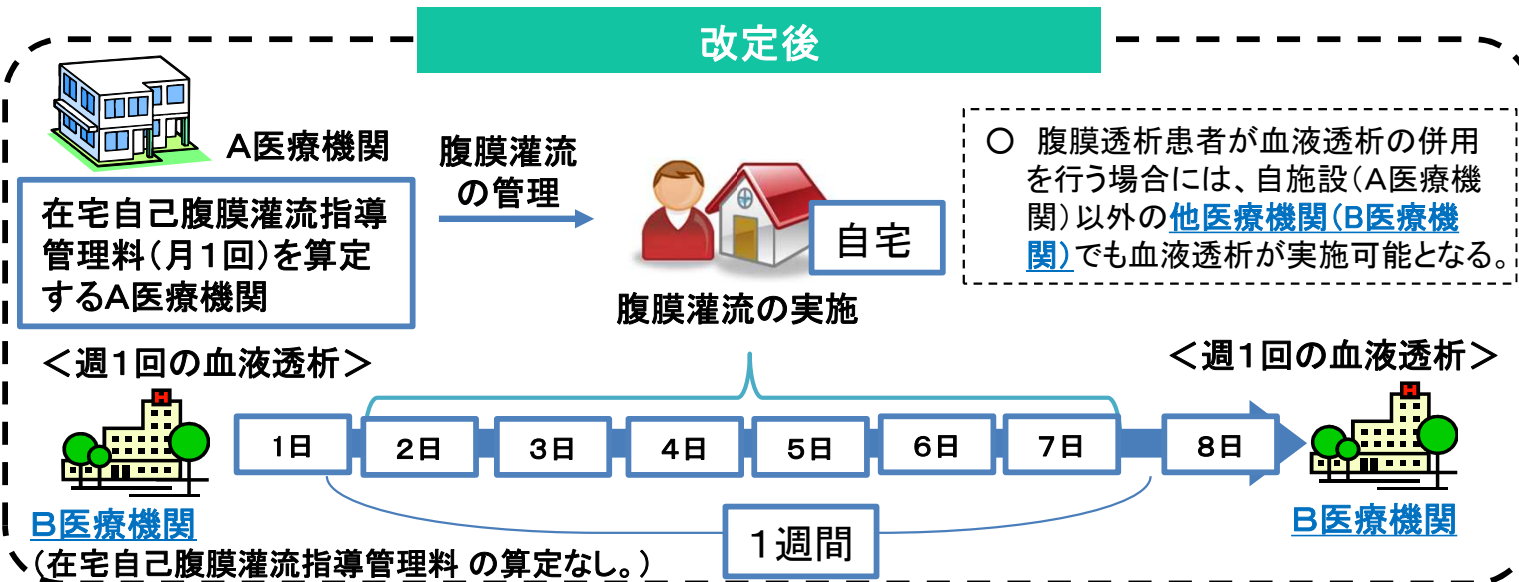 改定後
A医療機関
在宅自己腹膜灌流指導
管理料(月1回)を算定
するA医療機関
腹膜灌流
の管理
自宅
腹膜灌流の実施
○ 腹膜透析患者が血液透析の併用
を行う場合には、自施設(A医療機
関)以外の他医療機関(B医療機
関)でも血液透析が実施可能となる。
<週1回の血液透析>
<週1回の血液透析>
H
H
1日
2日
3日
4日
5日
6日
7日
8日
1週間
B医療機関
(在宅自己腹膜灌流指導管理料 の算定なし。)
B医療機関